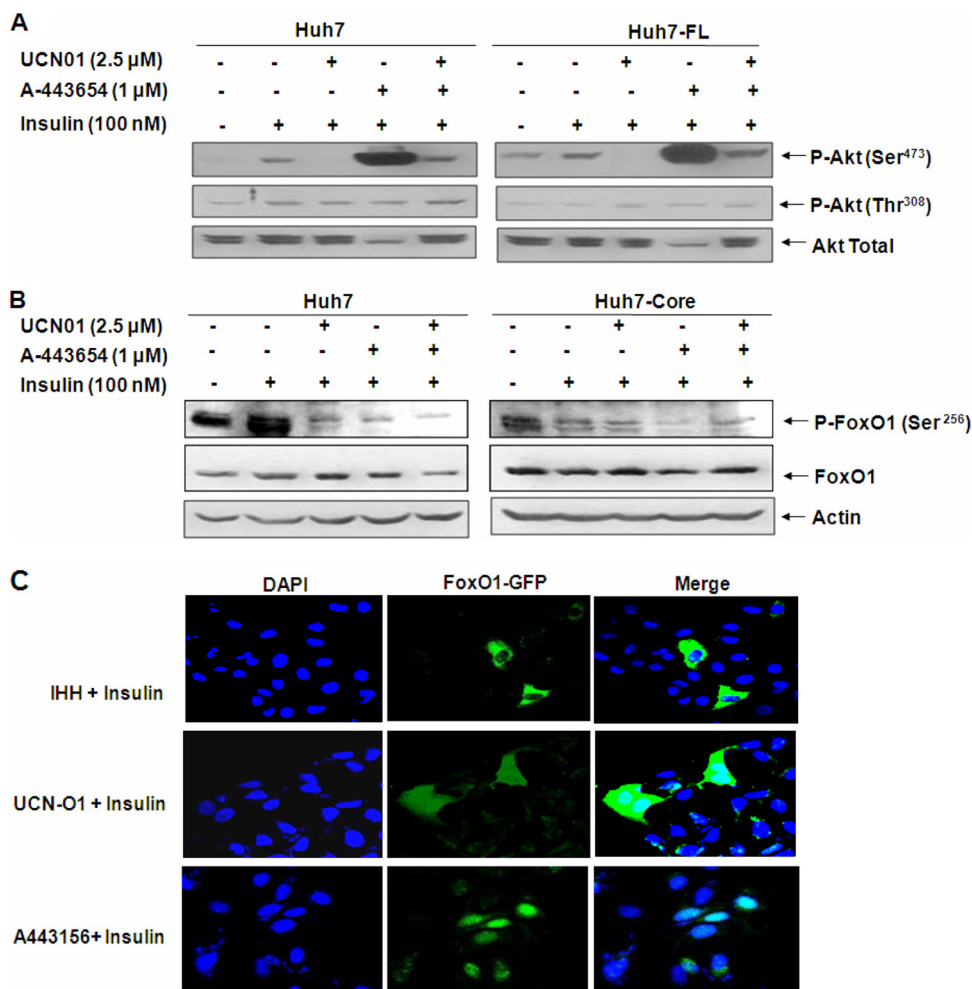 A
Huh7 Huh7-FL
UCN01 (2.5 µM) - - + - + - - + - +
A-443654 (1 µM) - - - + + - - - + +
Insulin (100 nM) - + + + + - + + + +
P-Akt (Ser473)
P-Akt (Thr308)
Akt Total
B
Huh7 Huh7-Core
UCN01 (2.5 µM) - - + - + - - + - +
A-443654 (1 µM) - - - + + - - - + +
Insulin (100 nM) - + + + + - + + + +
P-FoxO1 (Ser 256)
FoxO1
Actin
C
DAPI FoxO1-GFP Merge
IHH + Insulin
UCN-O1 + Insulin
A443156+ Insulin